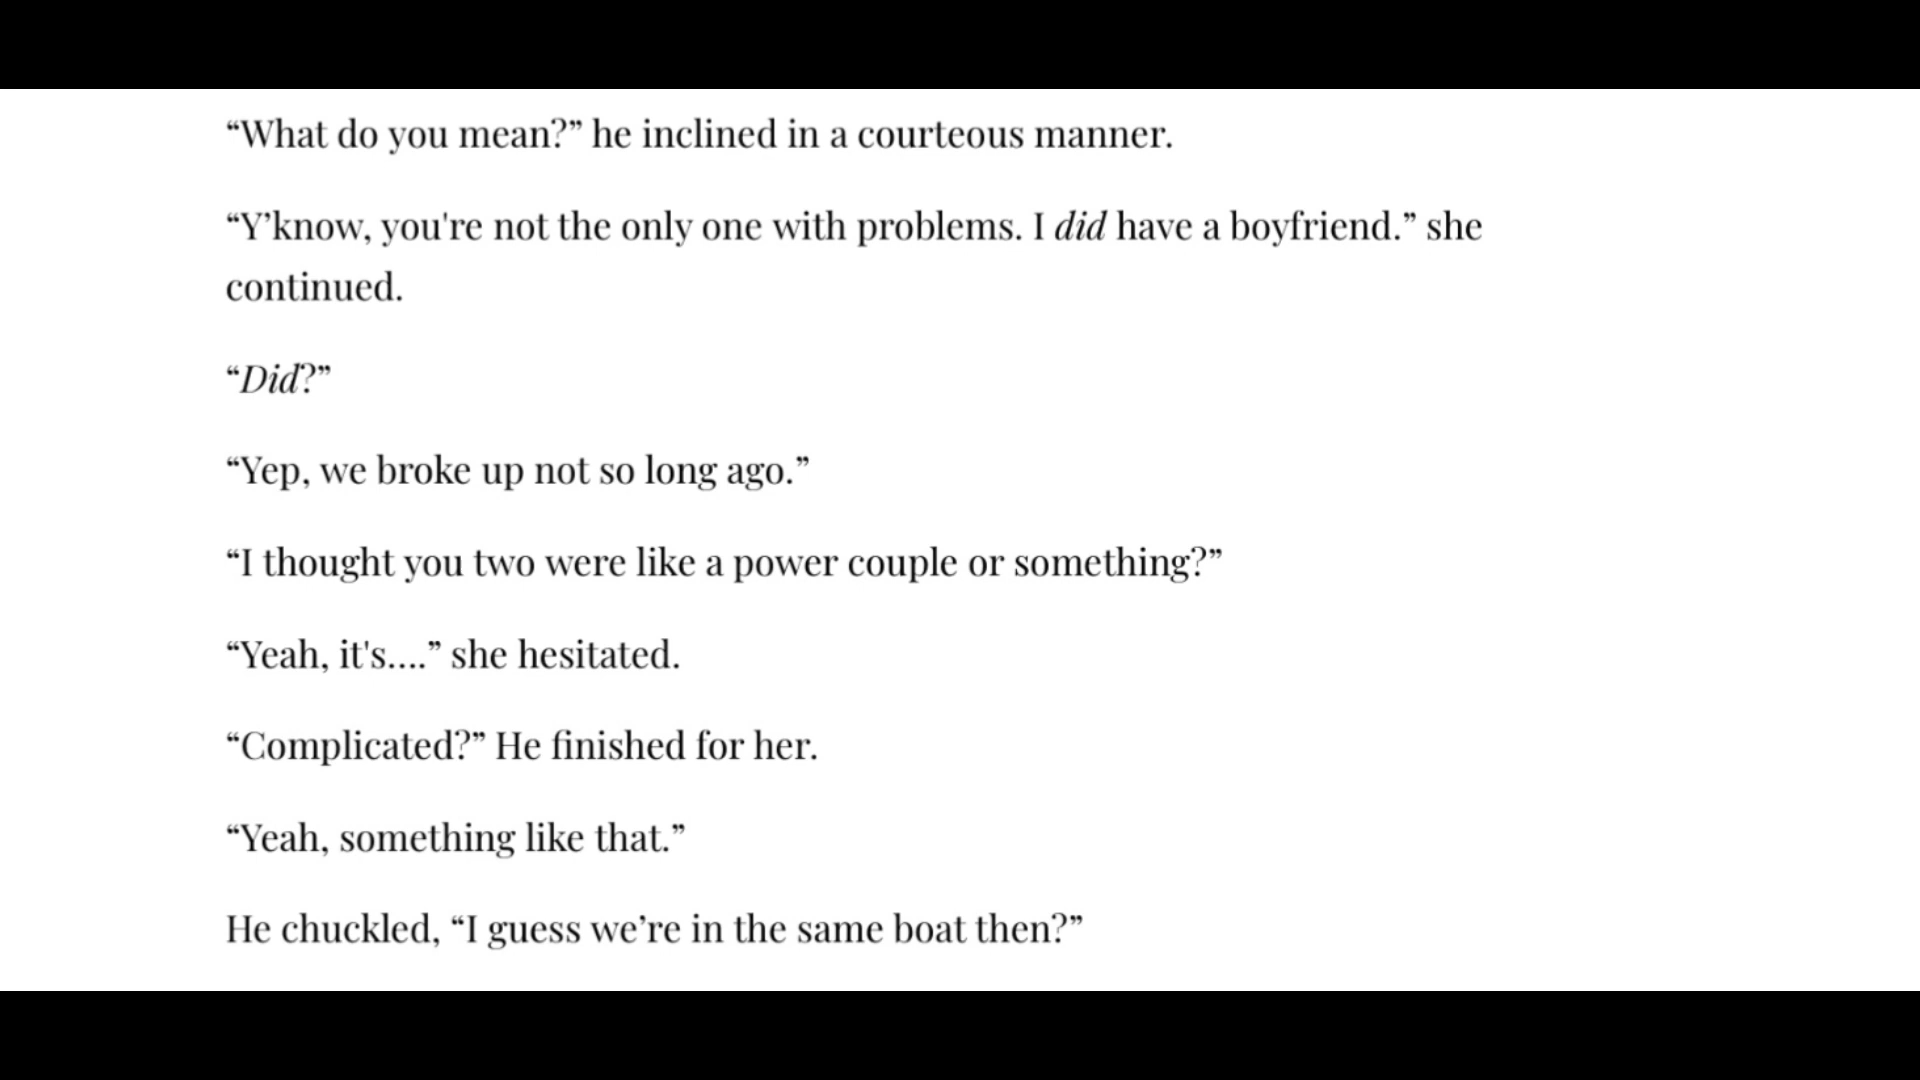 “What do you mean?” he inclined in a courteous manner.
“Y’know, you're not the only one with problems. I did have a boyfriend.” she
continued.
“Did?”
“Yep, we broke up not so long ago.”
“I thought you two were like a power couple or something?”
“Yeah, it's....” she hesitated.
“Complicated?” He finished for her.
“Yeah, something like that.”
He chuckled, “I guess we’re in the same boat then?”